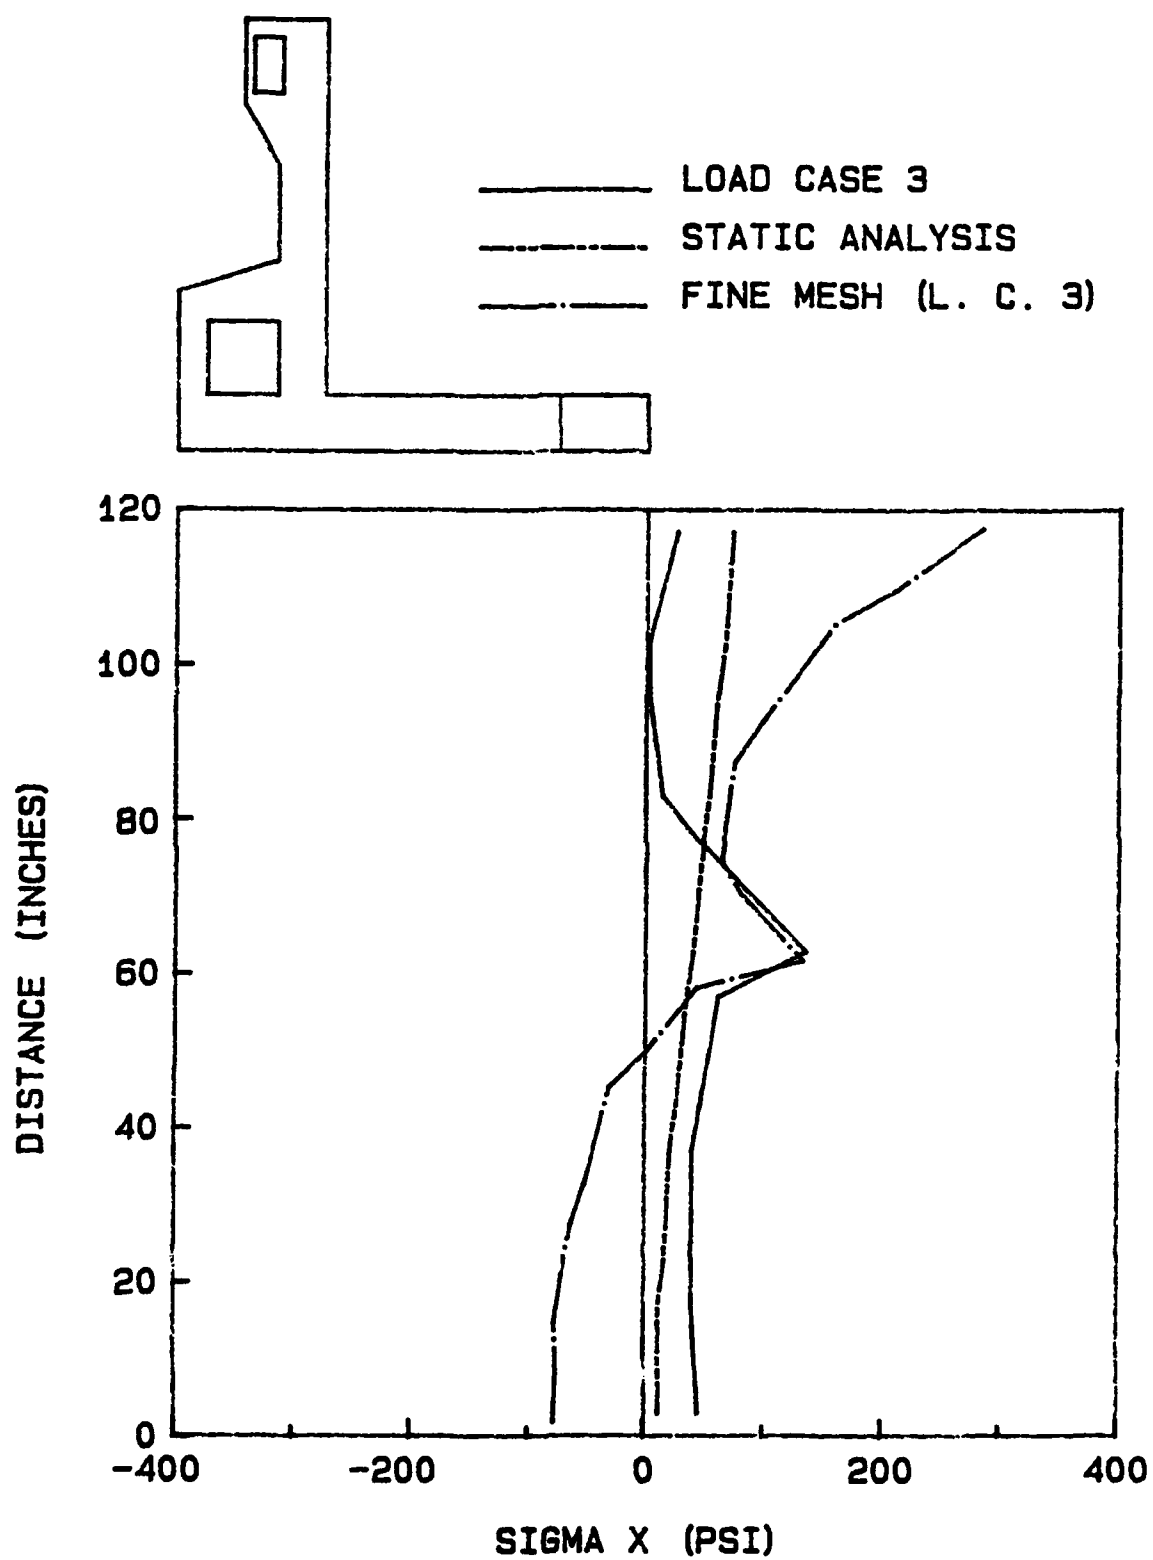 LOAD CASE 3
STATIC ANALYSIS
FINE MESH (L. C. 3)
120
100
80
60
40
20
0
DISTANCE (INCHES)
-400 -200 0 200 400
SIGMA X (PSI)